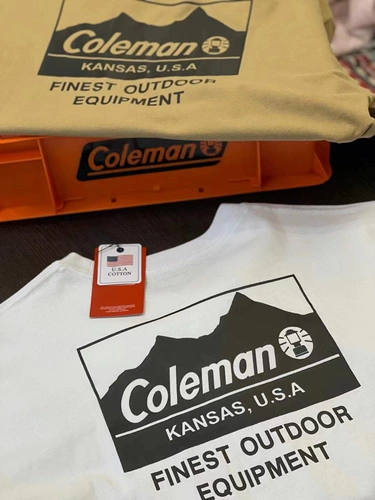 Coleman
KANSAS, U.S.A
FINEST OUTDOOR
EQUIPMENT
Coleman
U.S.A
COTTON
Coleman
KANSAS, U.S.A
FINEST OUTDOOR
EQUIPMENT